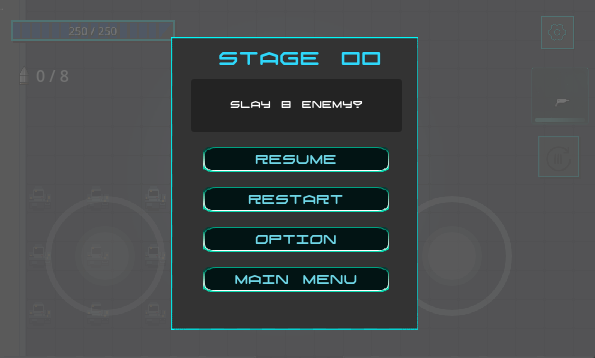 250 / 250
STAGE 00
0 / 8
SLAY 8 ENEMY?
RESUME
RESTART
OPTION
MAIN MENU